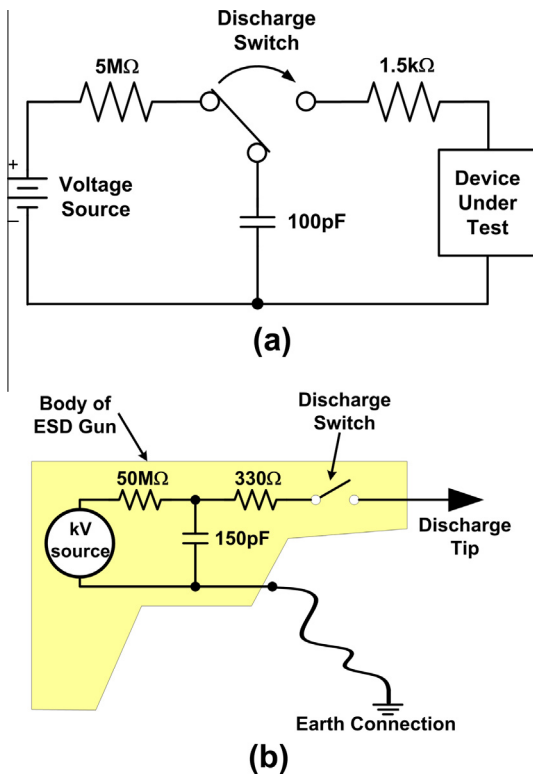 Discharge
Switch
5MΩ
1.5kΩ
+
Voltage
Source
−
100pF
Device
Under
Test
(a)
Body of
ESD Gun
Discharge
Switch
50MΩ
330Ω
kV
source
150pF
Discharge
Tip
Earth Connection
(b)